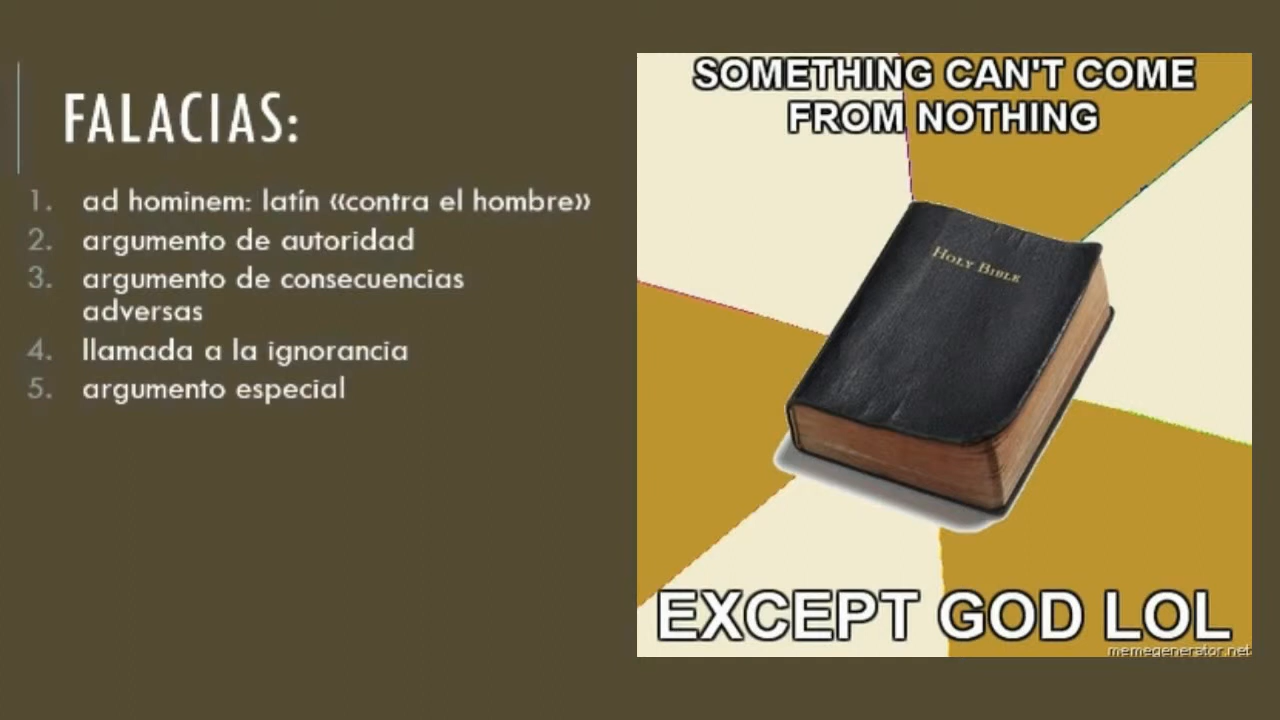 FALACIAS:
1. ad hominem: latín «contra el hombre»
2. argumento de autoridad
3. argumento de consecuencias
adversas
4. llamada a la ignorancia
5. argumento especial
SOMETHING CAN'T COME
FROM NOTHING
HOLY BIBLE
EXCEPT GOD LOL
memegenerator.net